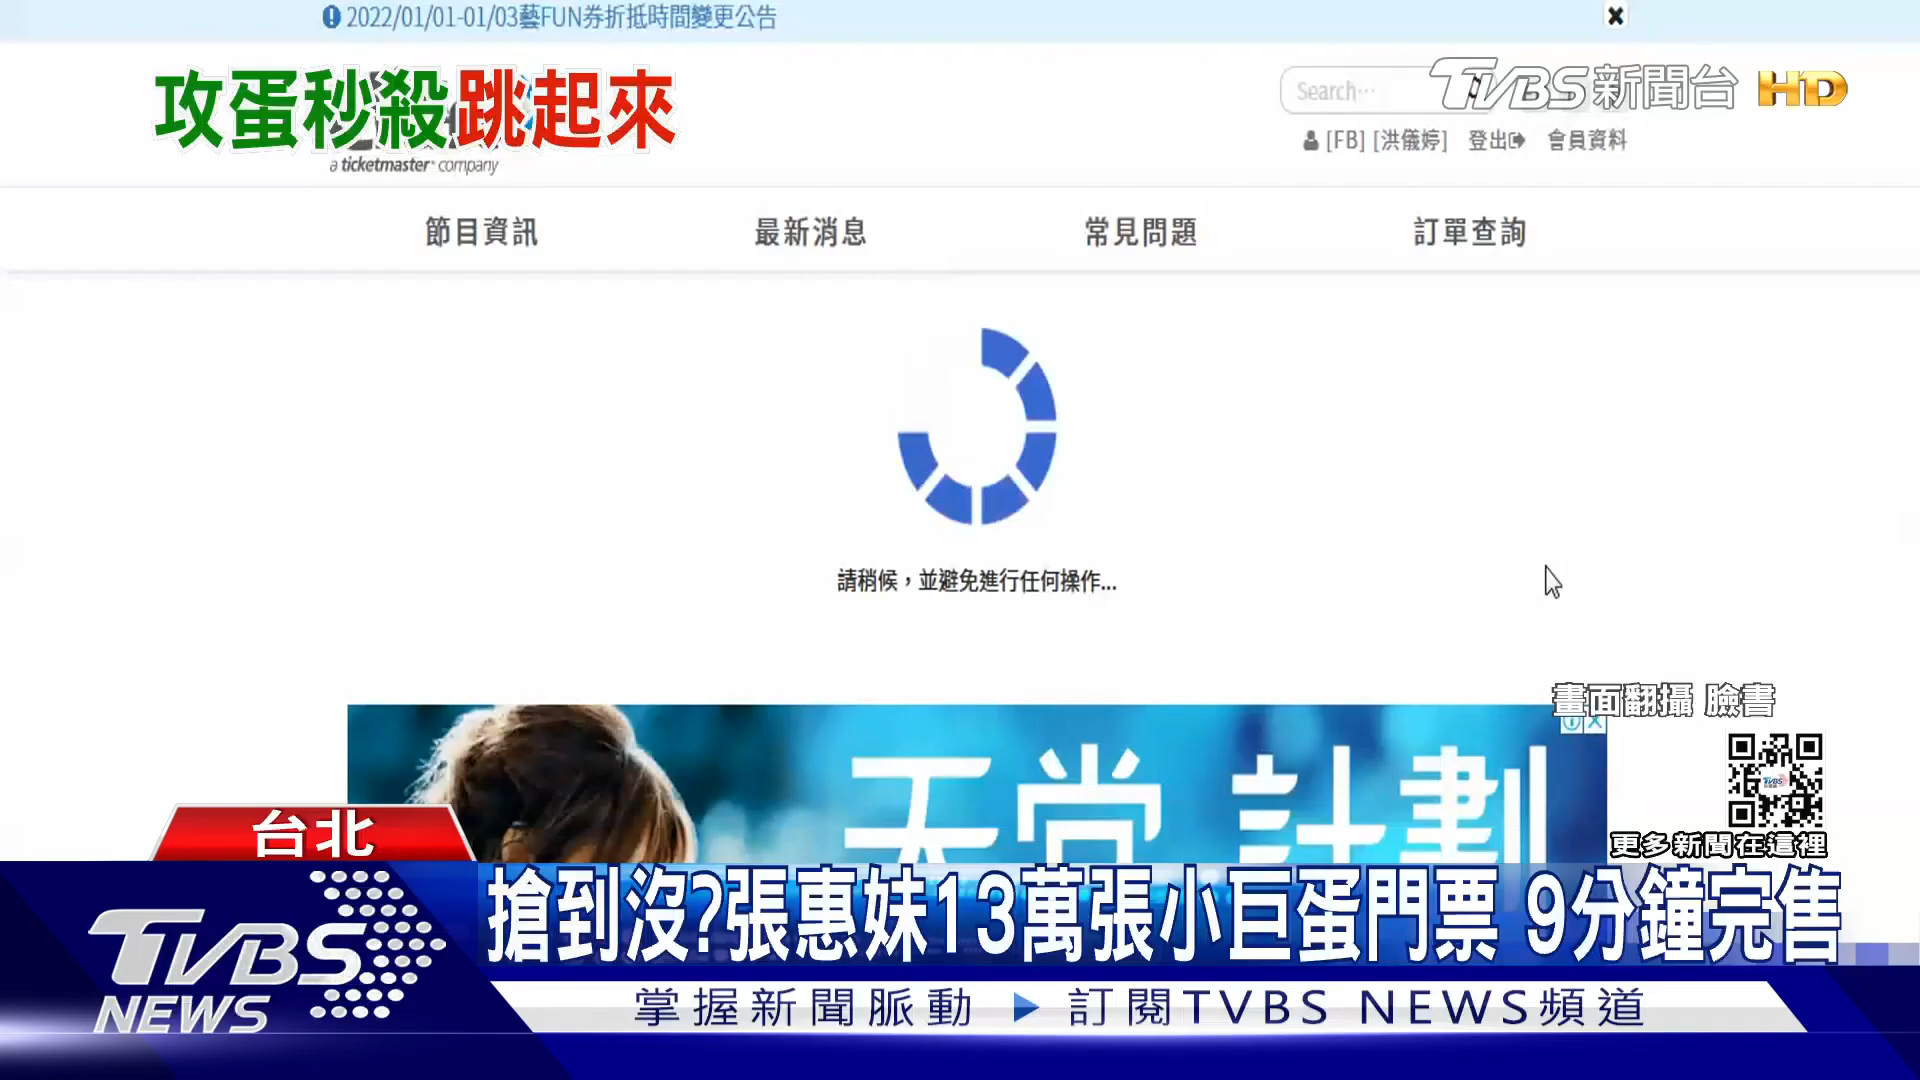 2022/01/01-01/03藝FUN券折抵時間變更公告
攻蛋秒殺跳起來
a ticketmaster company
Search…
TVBS新聞台 HD
[FB] [洪儀婷] 登出 會員資料
節目資訊 最新消息 常見問題 訂單查詢
請稍候，並避免進行任何操作...
畫面翻攝 臉書
天堂 計劃
TVBS
更多新聞在這裡
台北
搶到沒?張惠妹13萬張小巨蛋門票 9分鐘完售
TVBS NEWS
掌握新聞脈動 ▶ 訂閱TVBS NEWS頻道